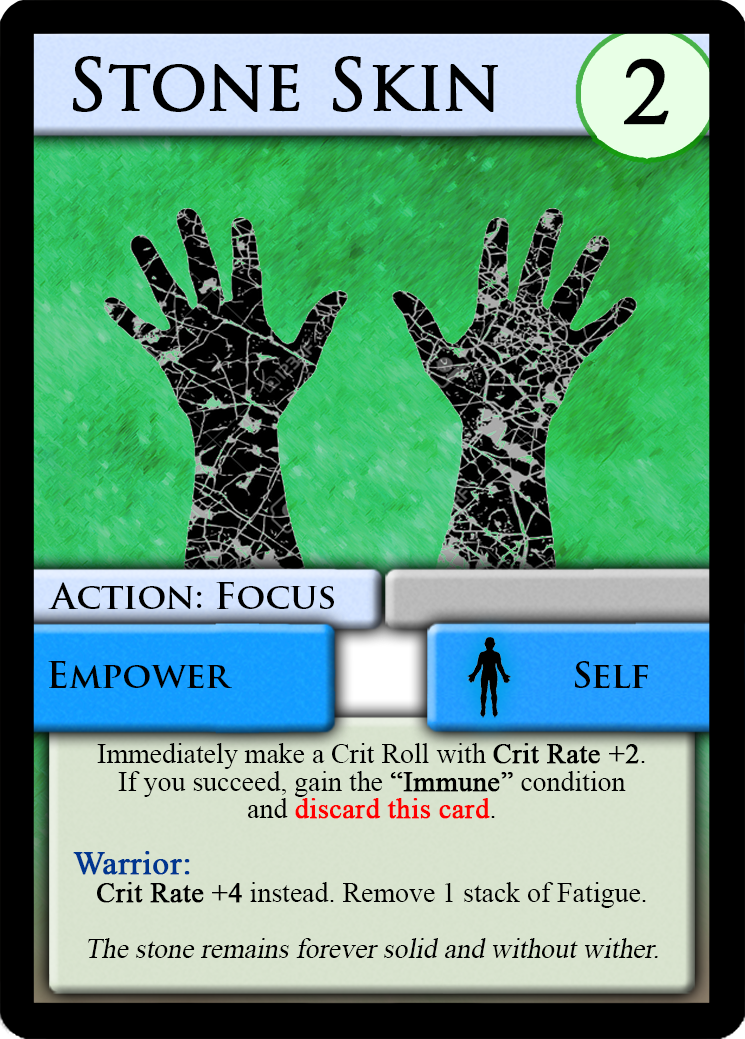 Stone Skin
2
Action: Focus
Empower
Self
Immediately make a Crit Roll with Crit Rate +2.
If you succeed, gain the “Immune” condition
and discard this card.
Warrior:
Crit Rate +4 instead. Remove 1 stack of Fatigue.
The stone remains forever solid and without wither.